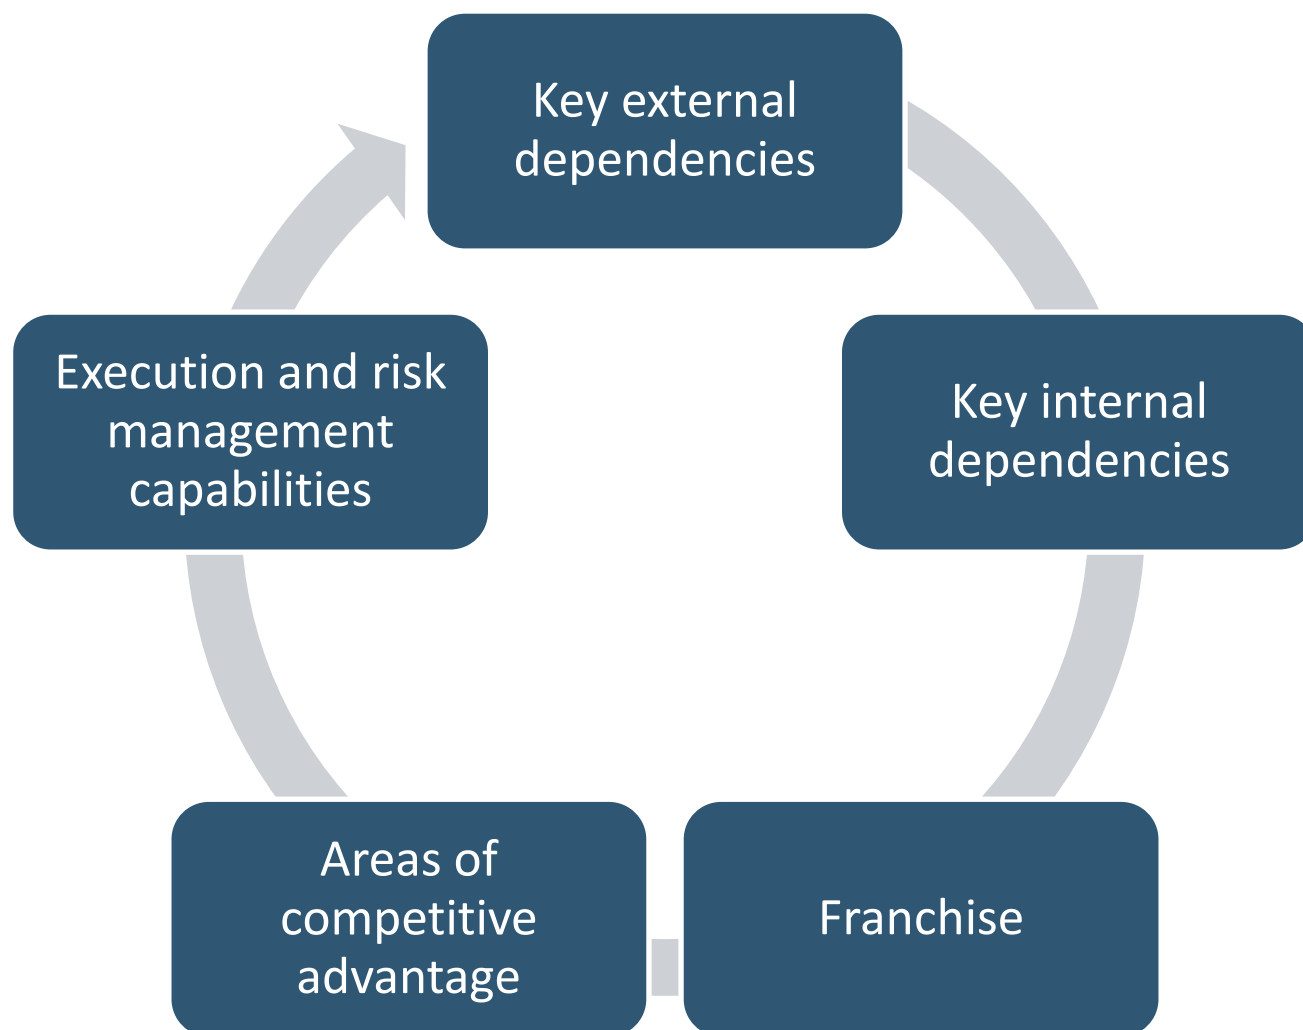 Key external
dependencies
Key internal
dependencies
Franchise
Areas of
competitive
advantage
Execution and risk
management
capabilities